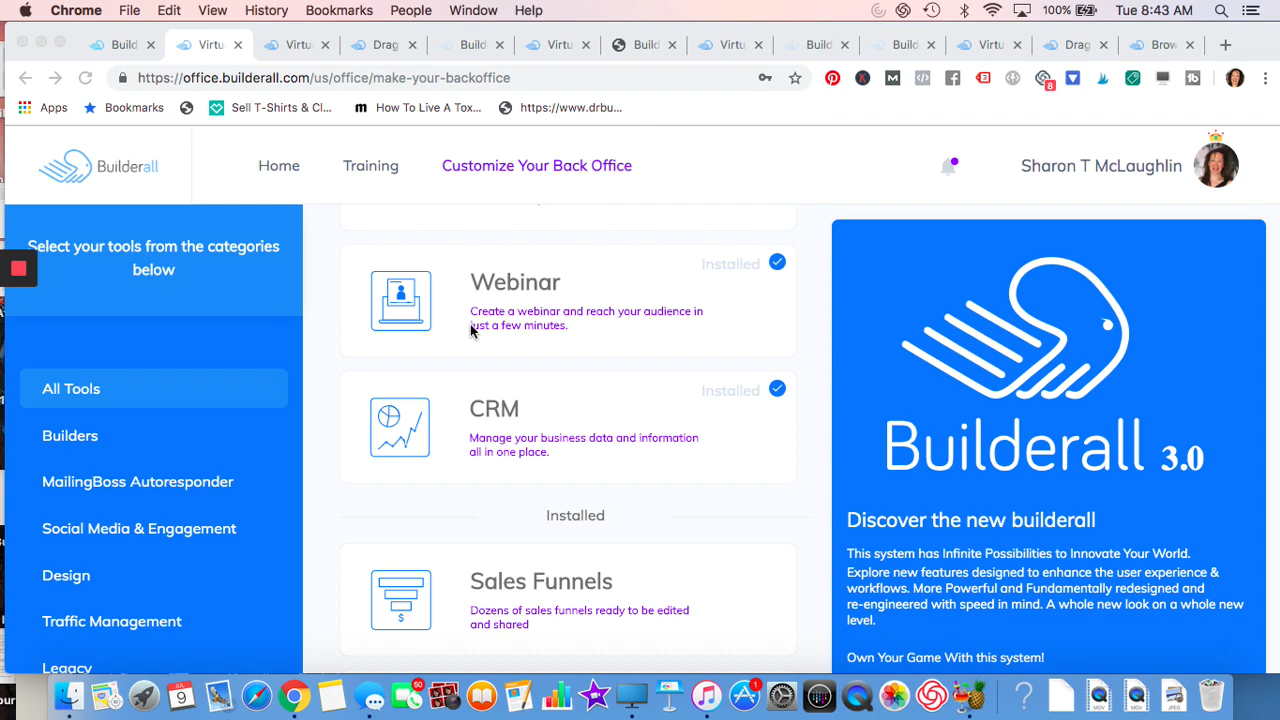 Chrome File Edit View History Bookmarks People Window Help 100% Tue 8:43 AM
Build Virtu Virtu Drag Build Virtu Build Virtu Build Build Virtu Drag Brow
https://office.builderall.com/us/office/make-your-backoffice
8
Apps Bookmarks Sell T-Shirts & Cl... How To Live A Tox... https://www.drbu...
Builderall Home Training Customize Your Back Office Sharon T McLaughlin
Select your tools from the categories
below
All Tools
Builders
MailingBoss Autoresponder
Social Media & Engagement
Design
Traffic Management
Legacy
Installed
Webinar
Create a webinar and reach your audience in
just a few minutes.
Installed
CRM
Manage your business data and information
all in one place.
Installed
Sales Funnels
Dozens of sales funnels ready to be edited
and shared
Builderall 3.0
Discover the new builderall
This system has Infinite Possibilities to Innovate Your World.
Explore new features designed to enhance the user experience &
workflows. More Powerful and Fundamentally redesigned and
re-engineered with speed in mind. A whole new look on a whole new
level.
Own Your Game With this system!
9 50 1
MOV MOV JPEG